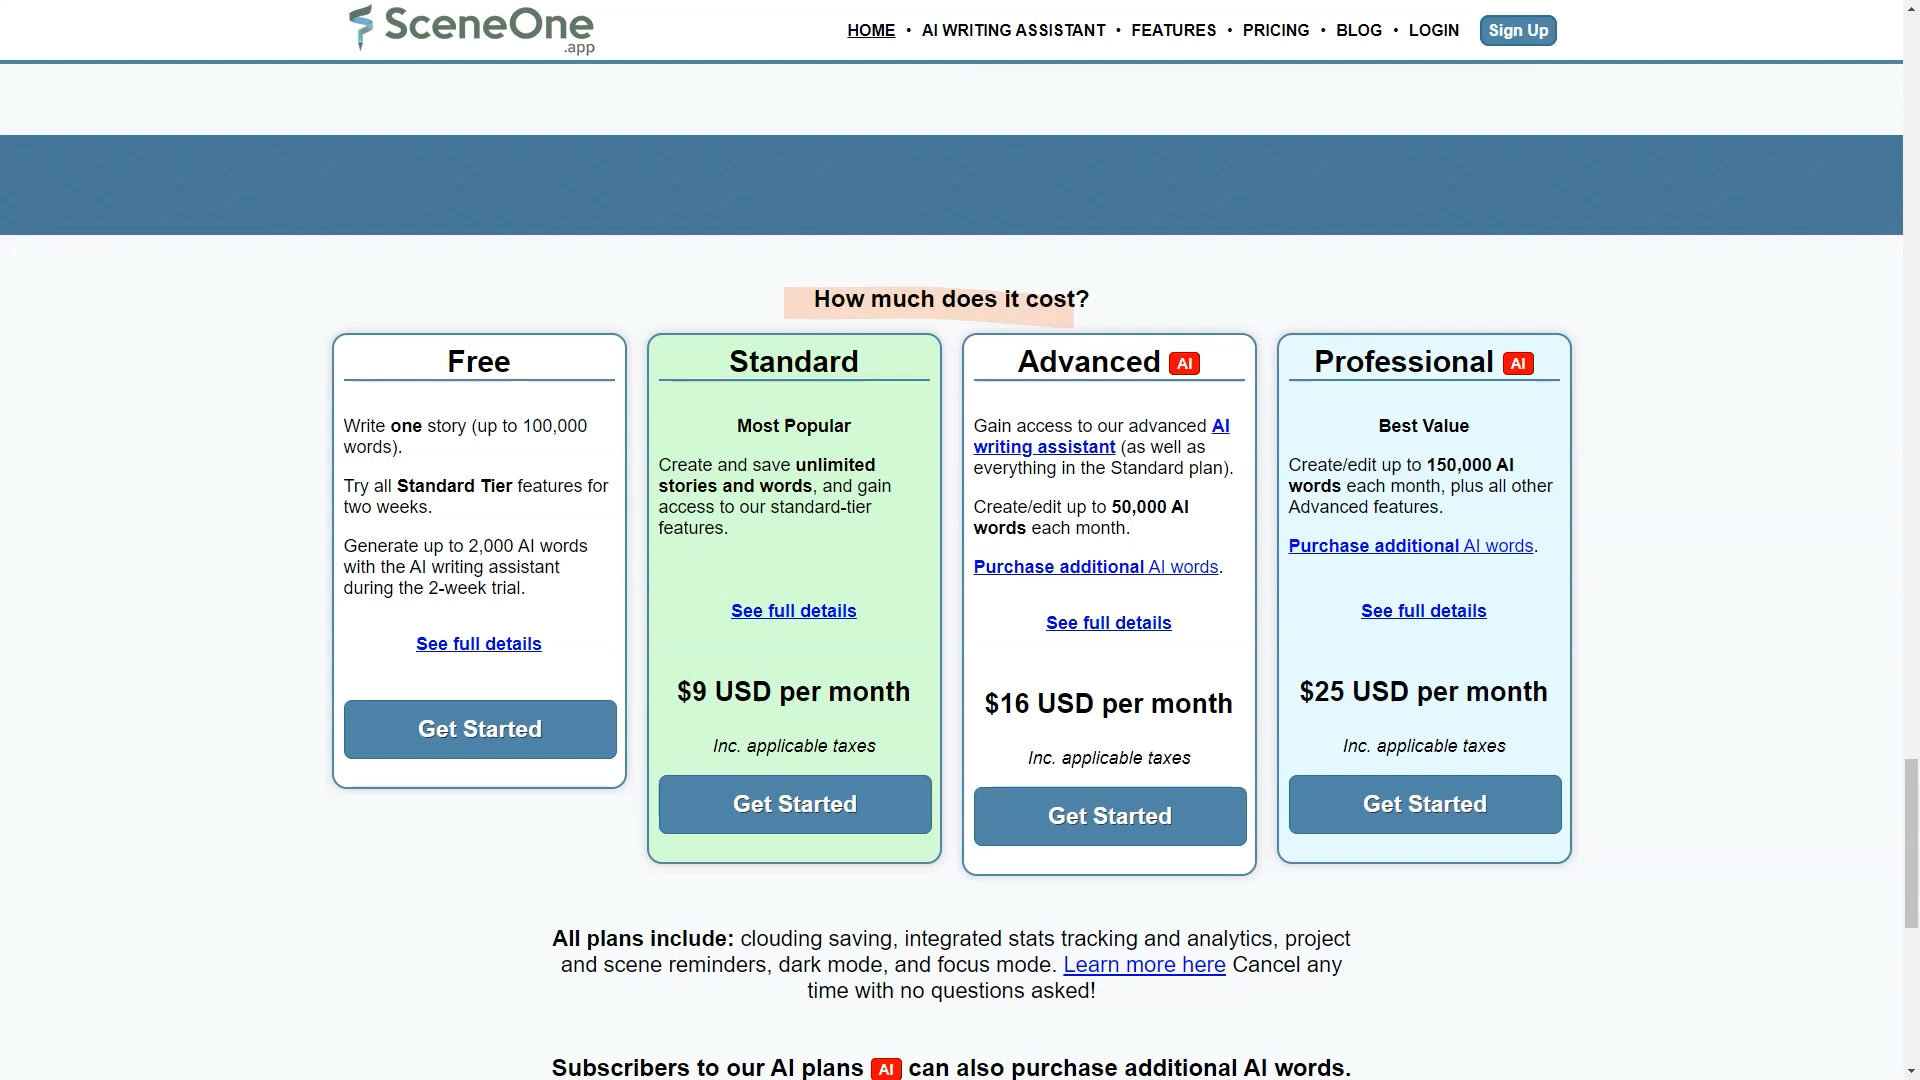 SceneOne
.app
HOME • AI WRITING ASSISTANT • FEATURES • PRICING • BLOG • LOGIN Sign Up
How much does it cost?
Free
Write one story (up to 100,000
words).
Try all Standard Tier features for
two weeks.
Generate up to 2,000 AI words
with the AI writing assistant
during the 2-week trial.
See full details
Get Started
Standard
Most Popular
Create and save unlimited
stories and words, and gain
access to our standard-tier
features.
See full details
$9 USD per month
Inc. applicable taxes
Get Started
Advanced AI
Gain access to our advanced AI
writing assistant (as well as
everything in the Standard plan).
Create/edit up to 50,000 AI
words each month.
Purchase additional AI words.
See full details
$16 USD per month
Inc. applicable taxes
Get Started
Professional AI
Best Value
Create/edit up to 150,000 AI
words each month, plus all other
Advanced features.
Purchase additional AI words.
See full details
$25 USD per month
Inc. applicable taxes
Get Started
All plans include: clouding saving, integrated stats tracking and analytics, project
and scene reminders, dark mode, and focus mode. Learn more here Cancel any
time with no questions asked!
Subscribers to our AI plans AI can also purchase additional AI words.